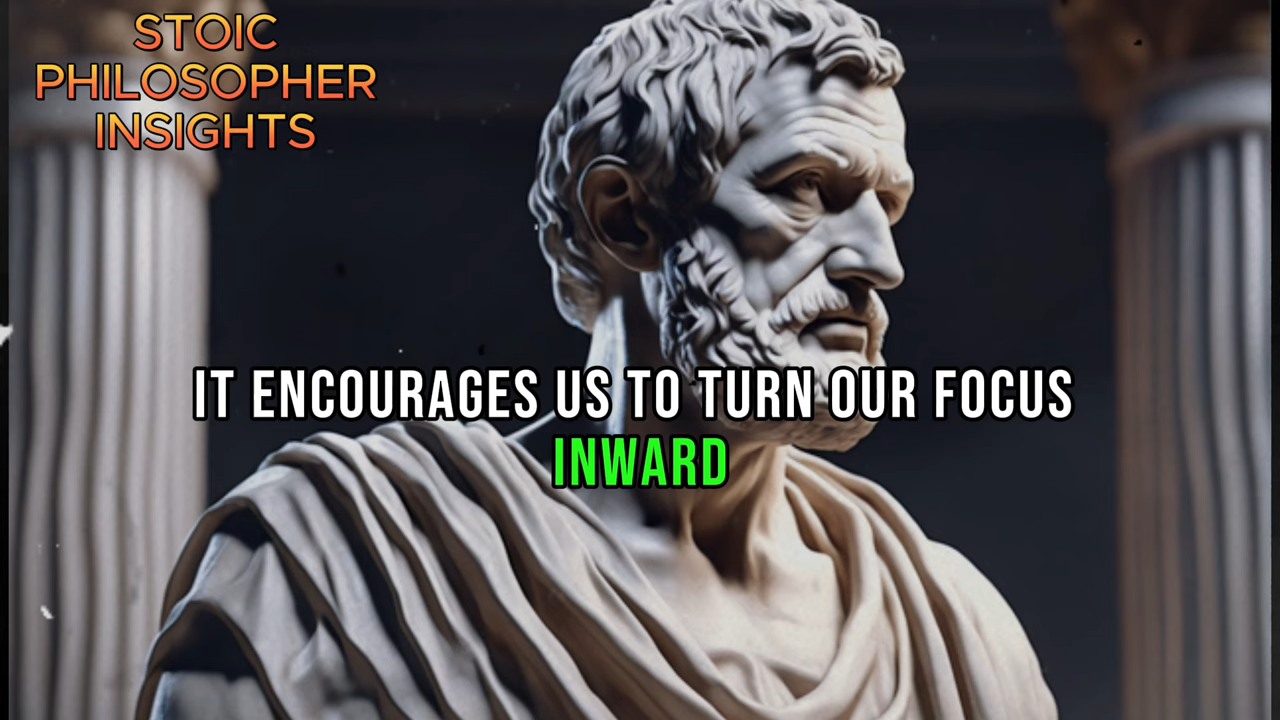 STOIC
PHILOSOPHER
INSIGHTS
IT ENCOURAGES US TO TURN OUR FOCUS
INWARD